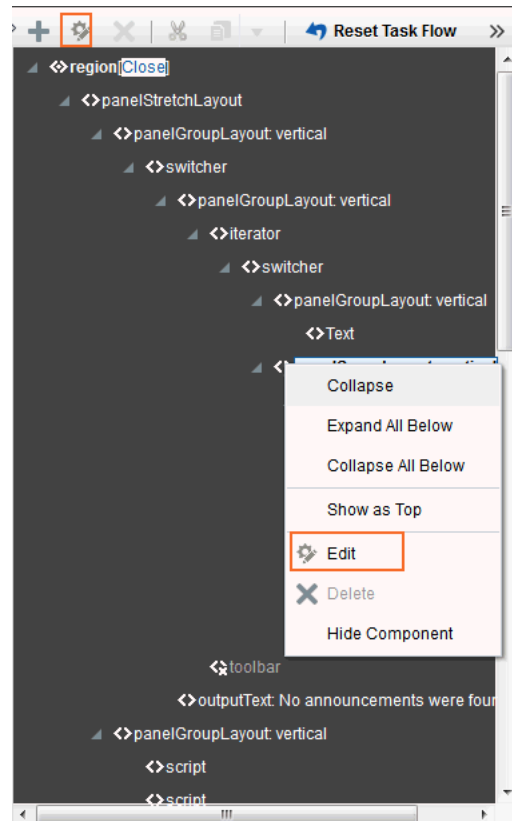 Reset Task Flow »
<>region[Close]
<>panelStretchLayout
<>panelGroupLayout: vertical
<>switcher
<>panelGroupLayout: vertical
<>iterator
<>switcher
<>panelGroupLayout: vertical
<>Text
Collapse
Expand All Below
Collapse All Below
Show as Top
Edit
Delete
Hide Component
toolbar
<>outputText: No announcements were four
<>panelGroupLayout: vertical
<>script
<>script